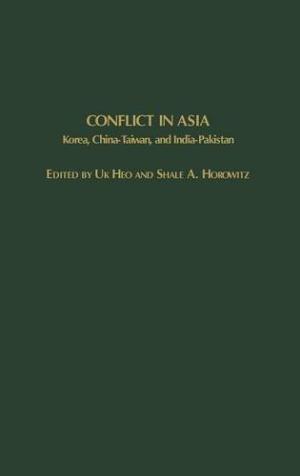 CONFLICT IN ASIA
Korea, China-Taiwan, and India-Pakistan
EDITED BY UK HEO AND SHALE A. HOROWITZ